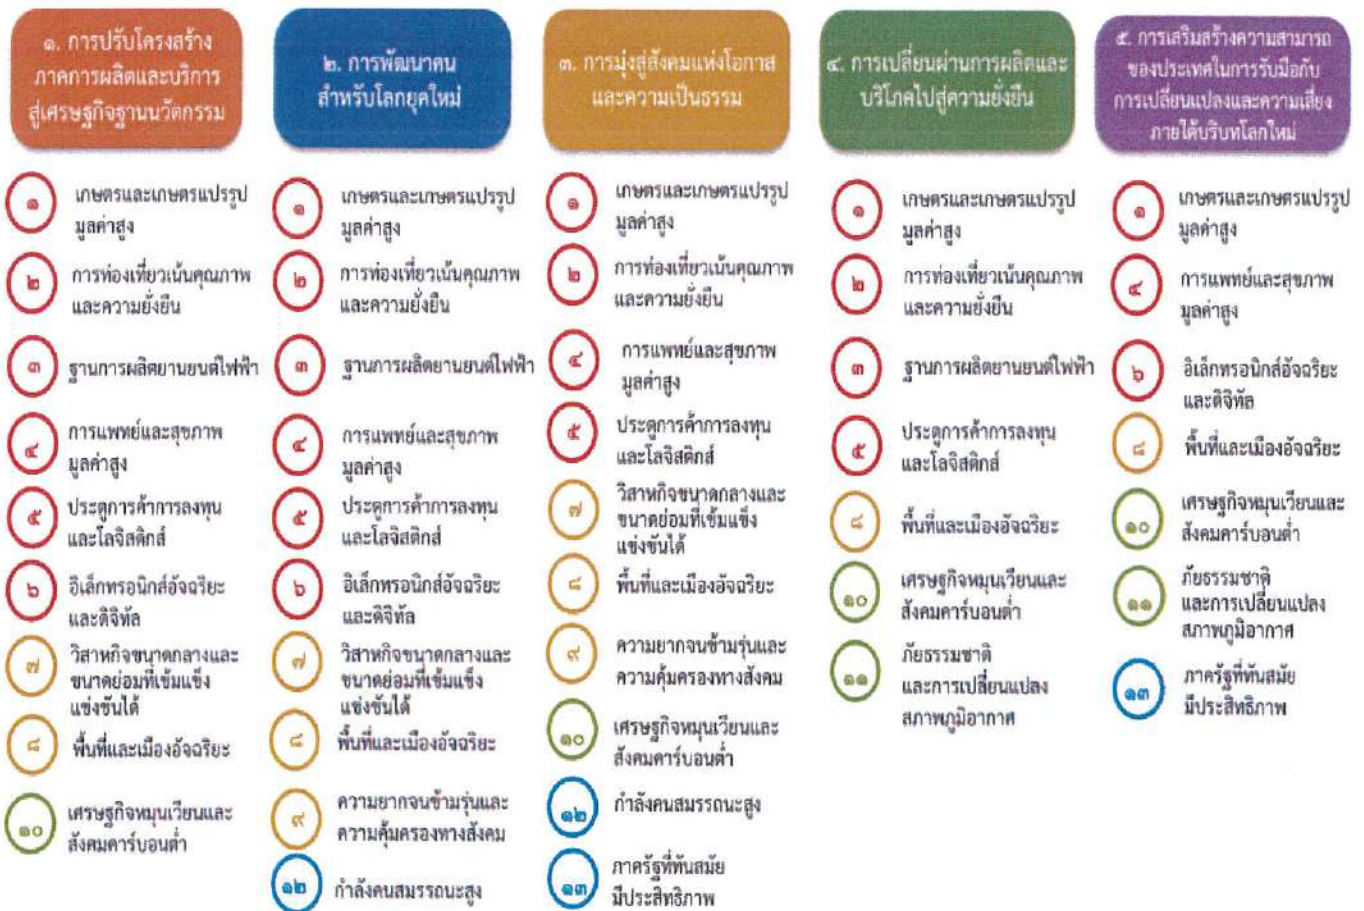 ๑. การปรับโครงสร้าง
ภาคการผลิตและบริการ
สู่เศรษฐกิจฐานนวัตกรรม
๑
เกษตรและเกษตรแปรรูป
มูลค่าสูง
๒
การท่องเที่ยวเน้นคุณภาพ
และความยั่งยืน
๓
ฐานการผลิตยานยนต์ไฟฟ้า
๔
การแพทย์และสุขภาพ
มูลค่าสูง
๕
ประตูการค้าการลงทุน
และโลจิสติกส์
๖
อิเล็กทรอนิกส์อัจฉริยะ
และดิจิทัล
๗
วิสาหกิจขนาดกลางและ
ขนาดย่อมที่เข้มแข็ง
แข่งขันได้
๘
พื้นที่และเมืองอัจฉริยะ
๑๐
เศรษฐกิจหมุนเวียนและ
สังคมคาร์บอนต่ำ
๒. การพัฒนาคน
สำหรับโลกยุคใหม่
๑
เกษตรและเกษตรแปรรูป
มูลค่าสูง
๒
การท่องเที่ยวเน้นคุณภาพ
และความยั่งยืน
๓
ฐานการผลิตยานยนต์ไฟฟ้า
๔
การแพทย์และสุขภาพ
มูลค่าสูง
๕
ประตูการค้าการลงทุน
และโลจิสติกส์
๖
อิเล็กทรอนิกส์อัจฉริยะ
และดิจิทัล
๗
วิสาหกิจขนาดกลางและ
ขนาดย่อมที่เข้มแข็ง
แข่งขันได้
๘
พื้นที่และเมืองอัจฉริยะ
๙
ความยากจนข้ามรุ่นและ
ความคุ้มครองทางสังคม
๑๒
กำลังคนสมรรถนะสูง
๓. การมุ่งสู่สังคมแห่งโอกาส
และความเป็นธรรม
๑
เกษตรและเกษตรแปรรูป
มูลค่าสูง
๒
การท่องเที่ยวเน้นคุณภาพ
และความยั่งยืน
๔
การแพทย์และสุขภาพ
มูลค่าสูง
๕
ประตูการค้าการลงทุน
และโลจิสติกส์
๗
วิสาหกิจขนาดกลางและ
ขนาดย่อมที่เข้มแข็ง
แข่งขันได้
๘
พื้นที่และเมืองอัจฉริยะ
๙
ความยากจนข้ามรุ่นและ
ความคุ้มครองทางสังคม
๑๐
เศรษฐกิจหมุนเวียนและ
สังคมคาร์บอนต่ำ
๑๒
กำลังคนสมรรถนะสูง
๑๓
ภาครัฐที่ทันสมัย
มีประสิทธิภาพ
๔. การเปลี่ยนผ่านการผลิตและ
บริโภคไปสู่ความยั่งยืน
๑
เกษตรและเกษตรแปรรูป
มูลค่าสูง
๒
การท่องเที่ยวเน้นคุณภาพ
และความยั่งยืน
๓
ฐานการผลิตยานยนต์ไฟฟ้า
๕
ประตูการค้าการลงทุน
และโลจิสติกส์
๘
พื้นที่และเมืองอัจฉริยะ
๑๐
เศรษฐกิจหมุนเวียนและ
สังคมคาร์บอนต่ำ
๑๑
ภัยธรรมชาติ
และการเปลี่ยนแปลง
สภาพภูมิอากาศ
๕. การเสริมสร้างความสามารถ
ของประเทศในการรับมือกับ
การเปลี่ยนแปลงและความเสี่ยง
ภายใต้บริบทโลกใหม่
๑
เกษตรและเกษตรแปรรูป
มูลค่าสูง
๔
การแพทย์และสุขภาพ
มูลค่าสูง
๖
อิเล็กทรอนิกส์อัจฉริยะ
และดิจิทัล
๘
พื้นที่และเมืองอัจฉริยะ
๑๐
เศรษฐกิจหมุนเวียนและ
สังคมคาร์บอนต่ำ
๑๑
ภัยธรรมชาติ
และการเปลี่ยนแปลง
สภาพภูมิอากาศ
๑๓
ภาครัฐที่ทันสมัย
มีประสิทธิภาพ